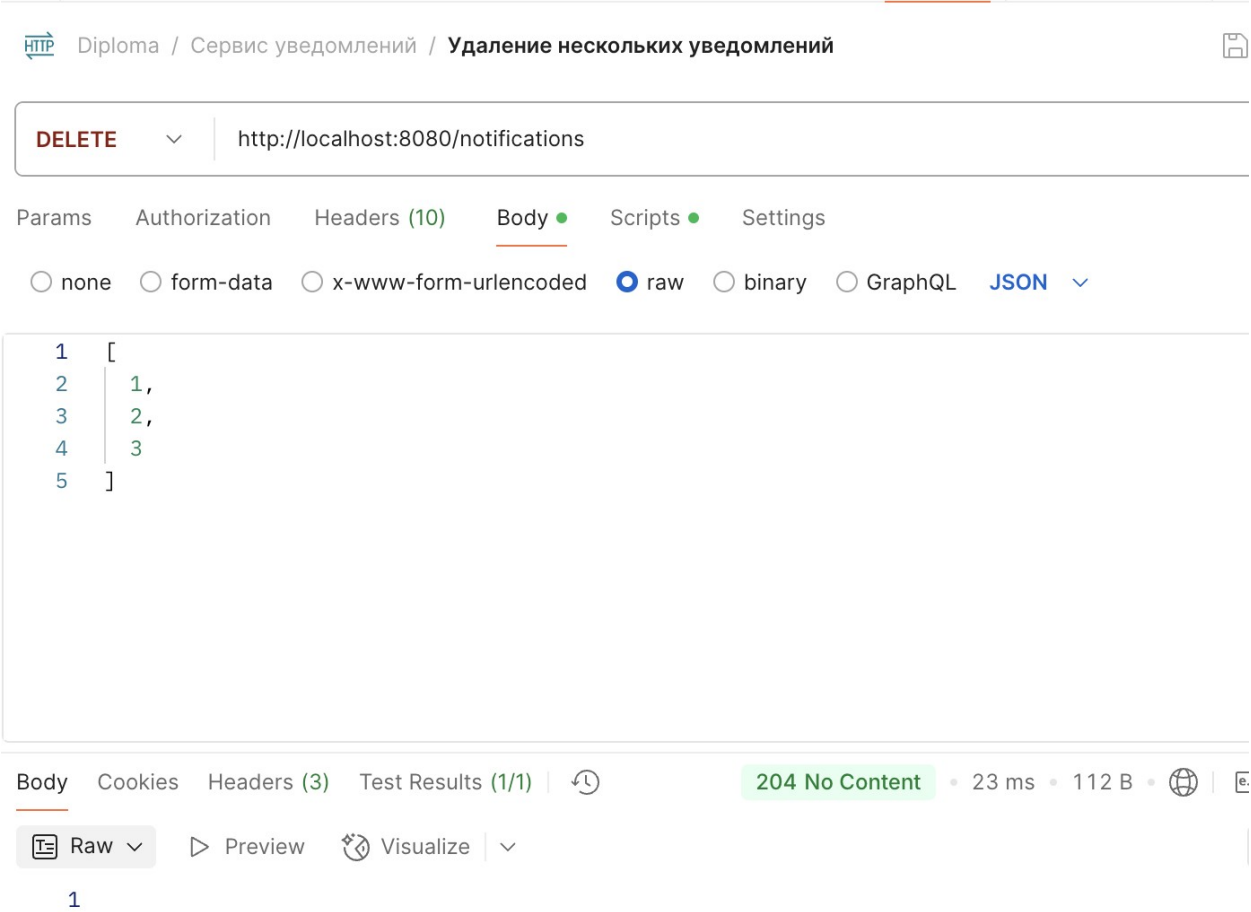 HTTP Diploma / Сервис уведомлений / Удаление нескольких уведомлений
DELETE http://localhost:8080/notifications
Params Authorization Headers (10) Body Scripts Settings
none form-data x-www-form-urlencoded raw binary GraphQL JSON
1 [
2 1,
3 2,
4 3
5 ]
Body Cookies Headers (3) Test Results (1/1) 204 No Content 23 ms 112 B
Raw Preview Visualize
1